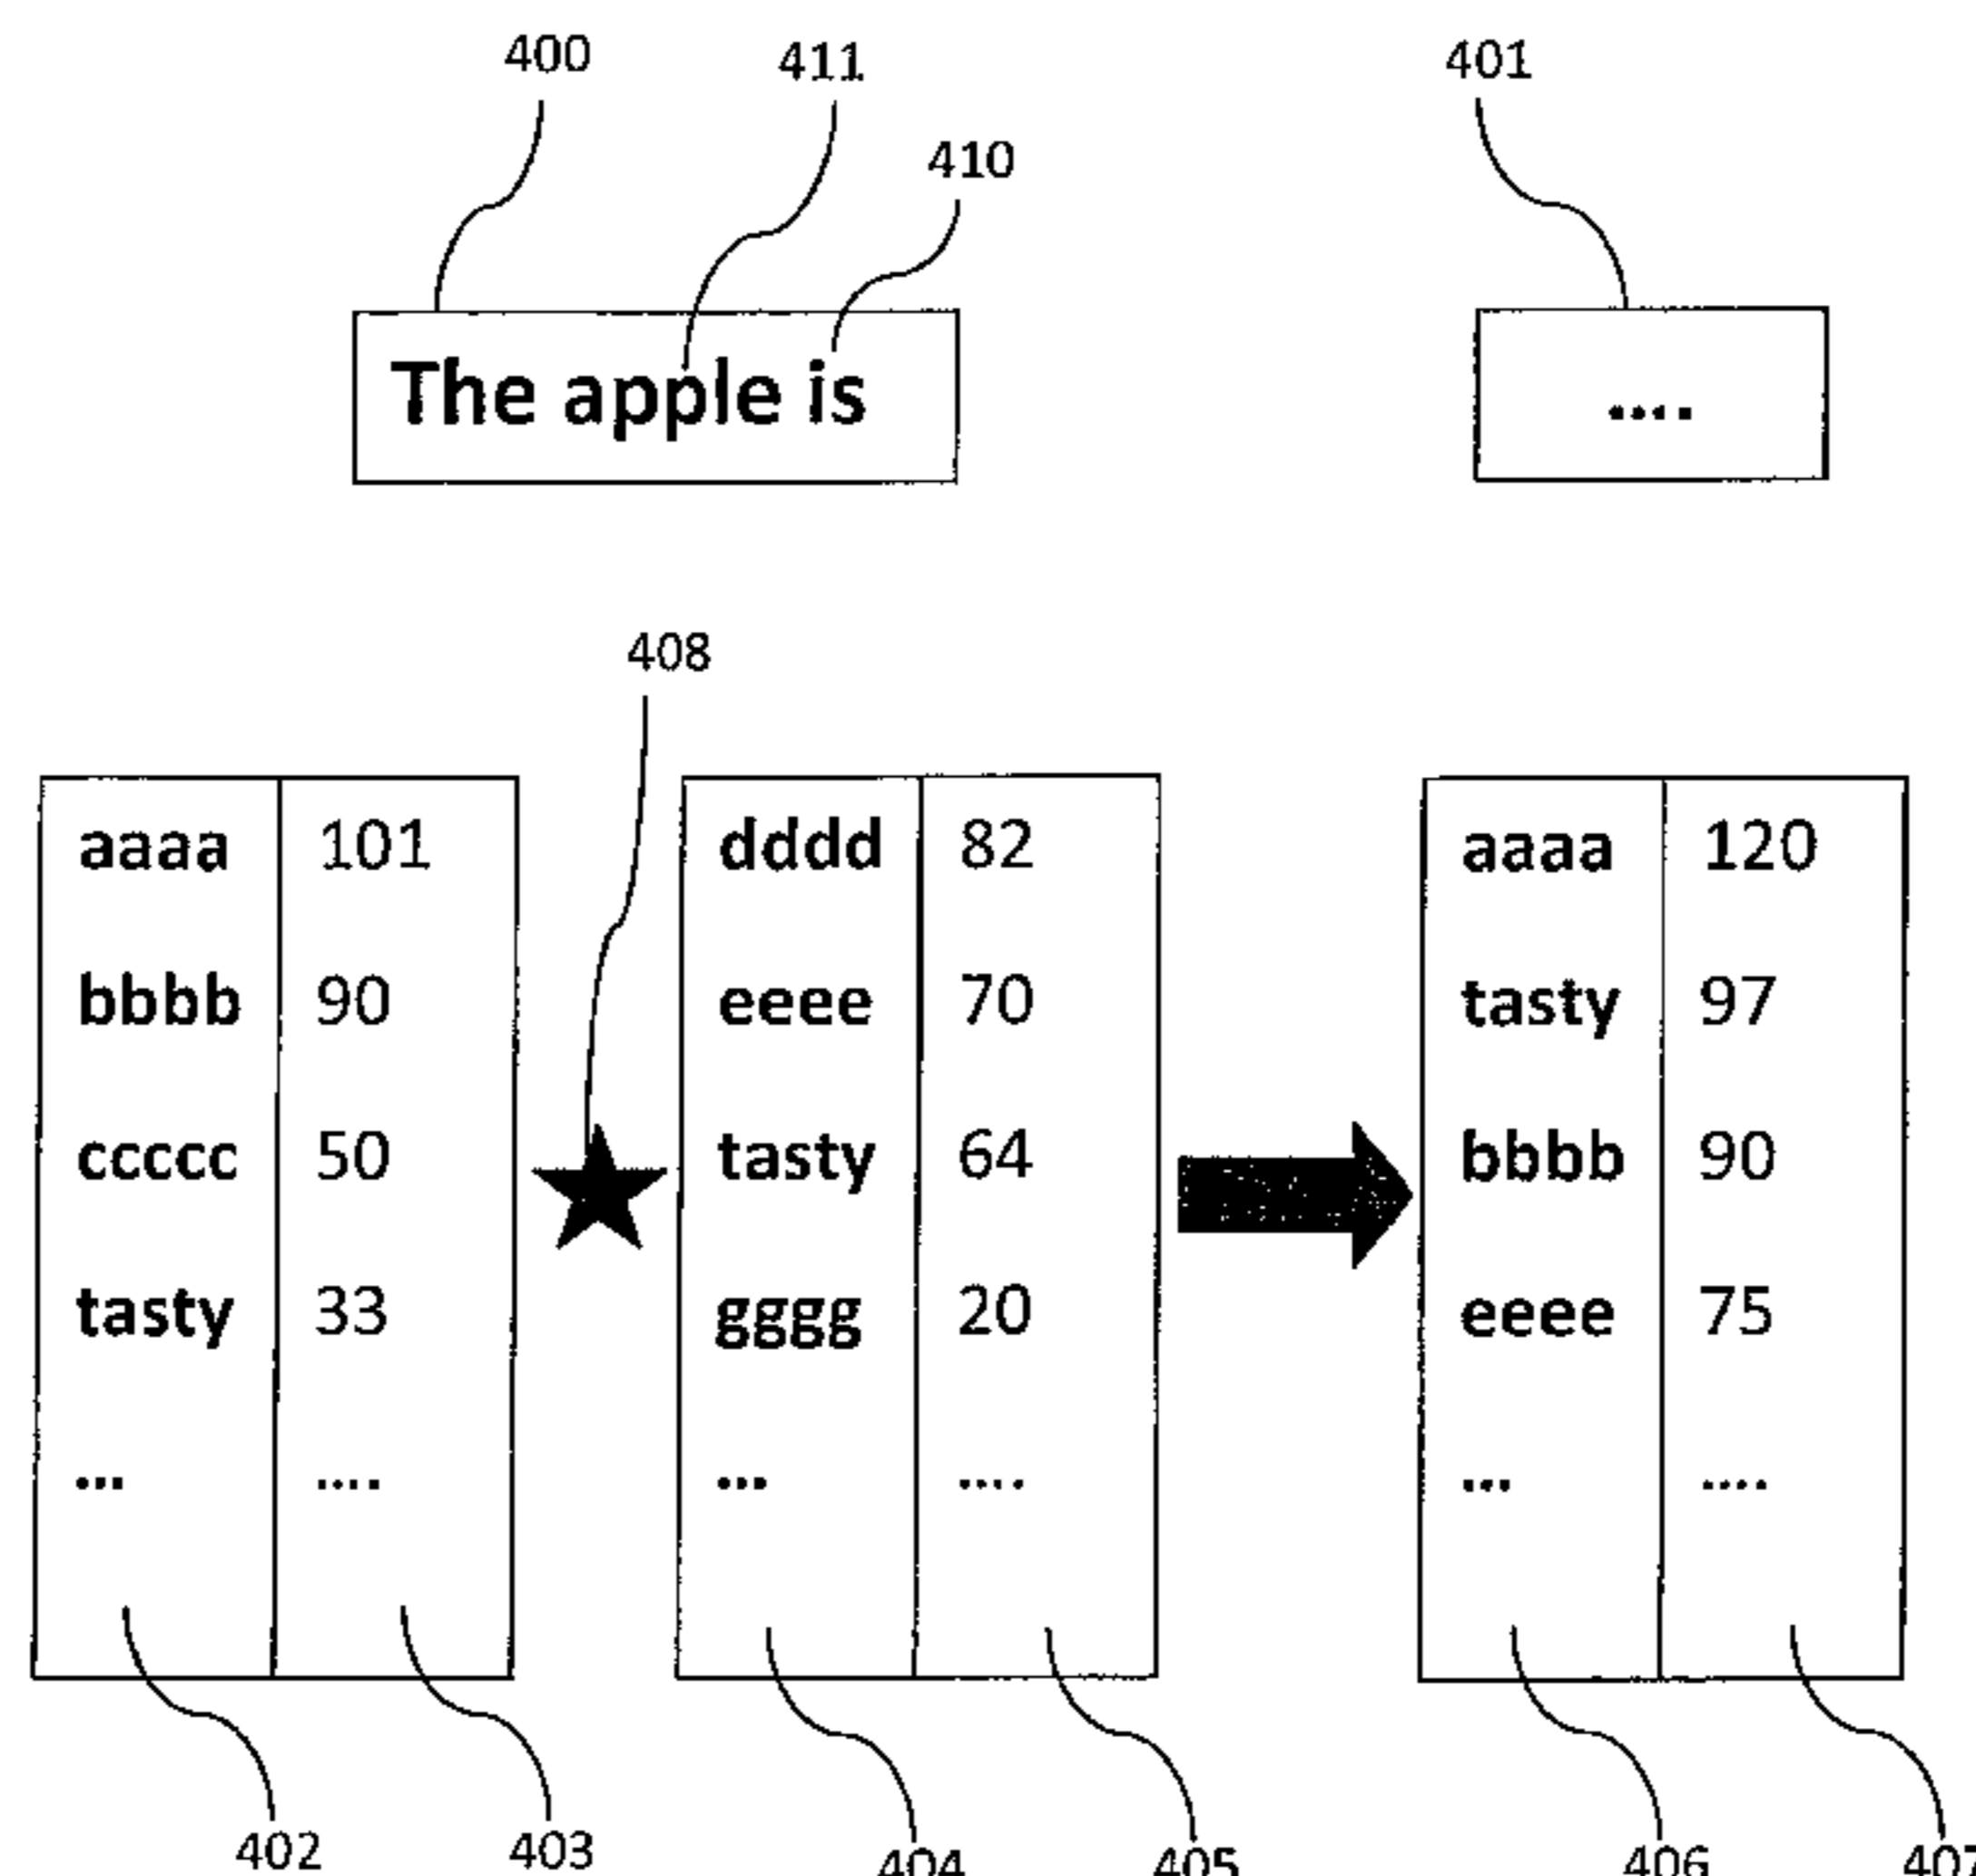 400 411 401
410
The apple is ....
408
aaaa 101 dddd 82 aaaa 120
bbbb 90 eeee 70 tasty 97
ccccc 50 tasty 64 bbbb 90
tasty 33 gggg 20 eeee 75
... .... ... .... ... ....
402 403 404 405 406 407